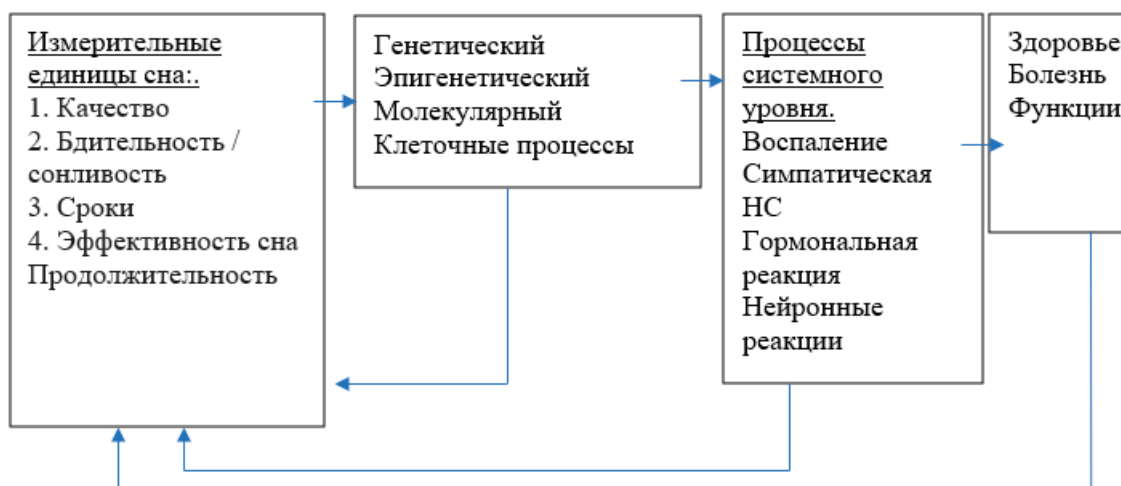 Измерительные
единицы сна:.
1. Качество
2. Бдительность /
сонливость
3. Сроки
4. Эффективность сна
Продолжительность
Генетический
Эпигенетический
Молекулярный
Клеточные процессы
Процессы
системного
уровня.
Воспаление
Симпатическая
НС
Гормональная
реакция
Нейронные
реакции
Здоровье
Болезнь
Функции